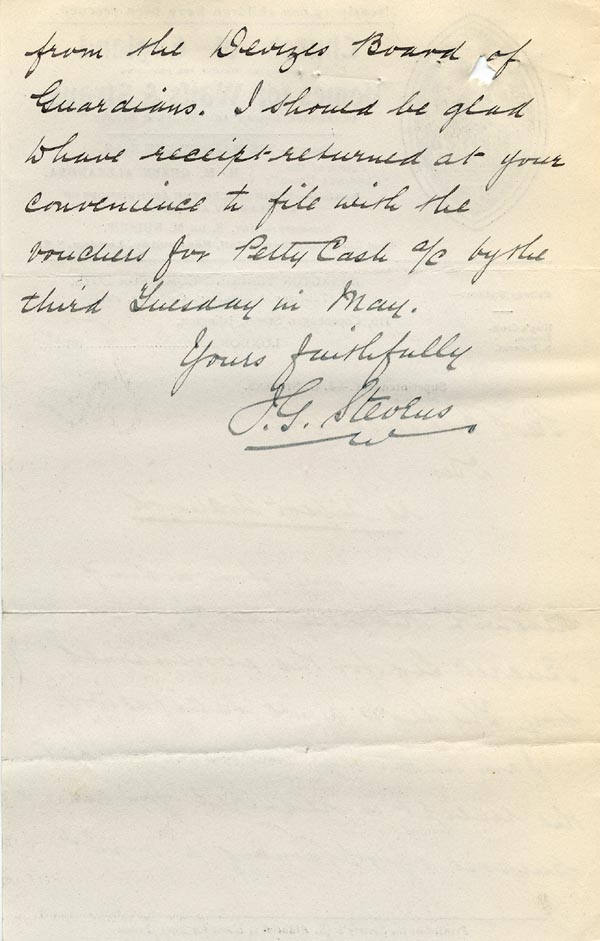 from the Devizes Board of
Guardians. I should be glad
to have receipt returned at your
convenience to file with the
vouchers for Petty Cash a/c by the
third Tuesday in May.
Yours faithfully
J. G. Stevens